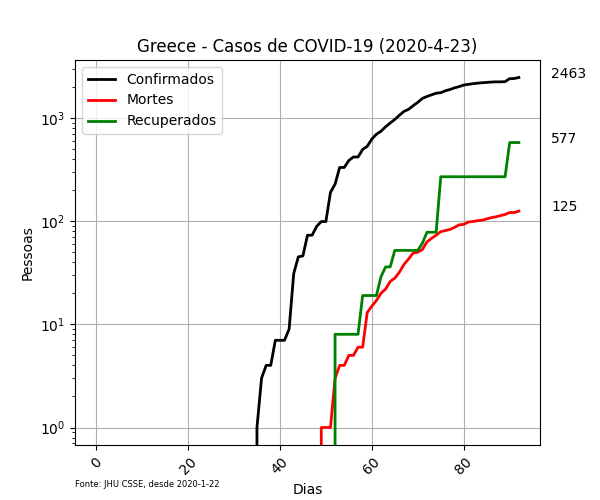 Greece - Casos de COVID-19 (2020-4-23)
Confirmados
Mortes
Recuperados
2463
577
125
10³
10²
10¹
10⁰
Pessoas
0
20
40
60
80
Dias
Fonte: JHU CSSE, desde 2020-1-22